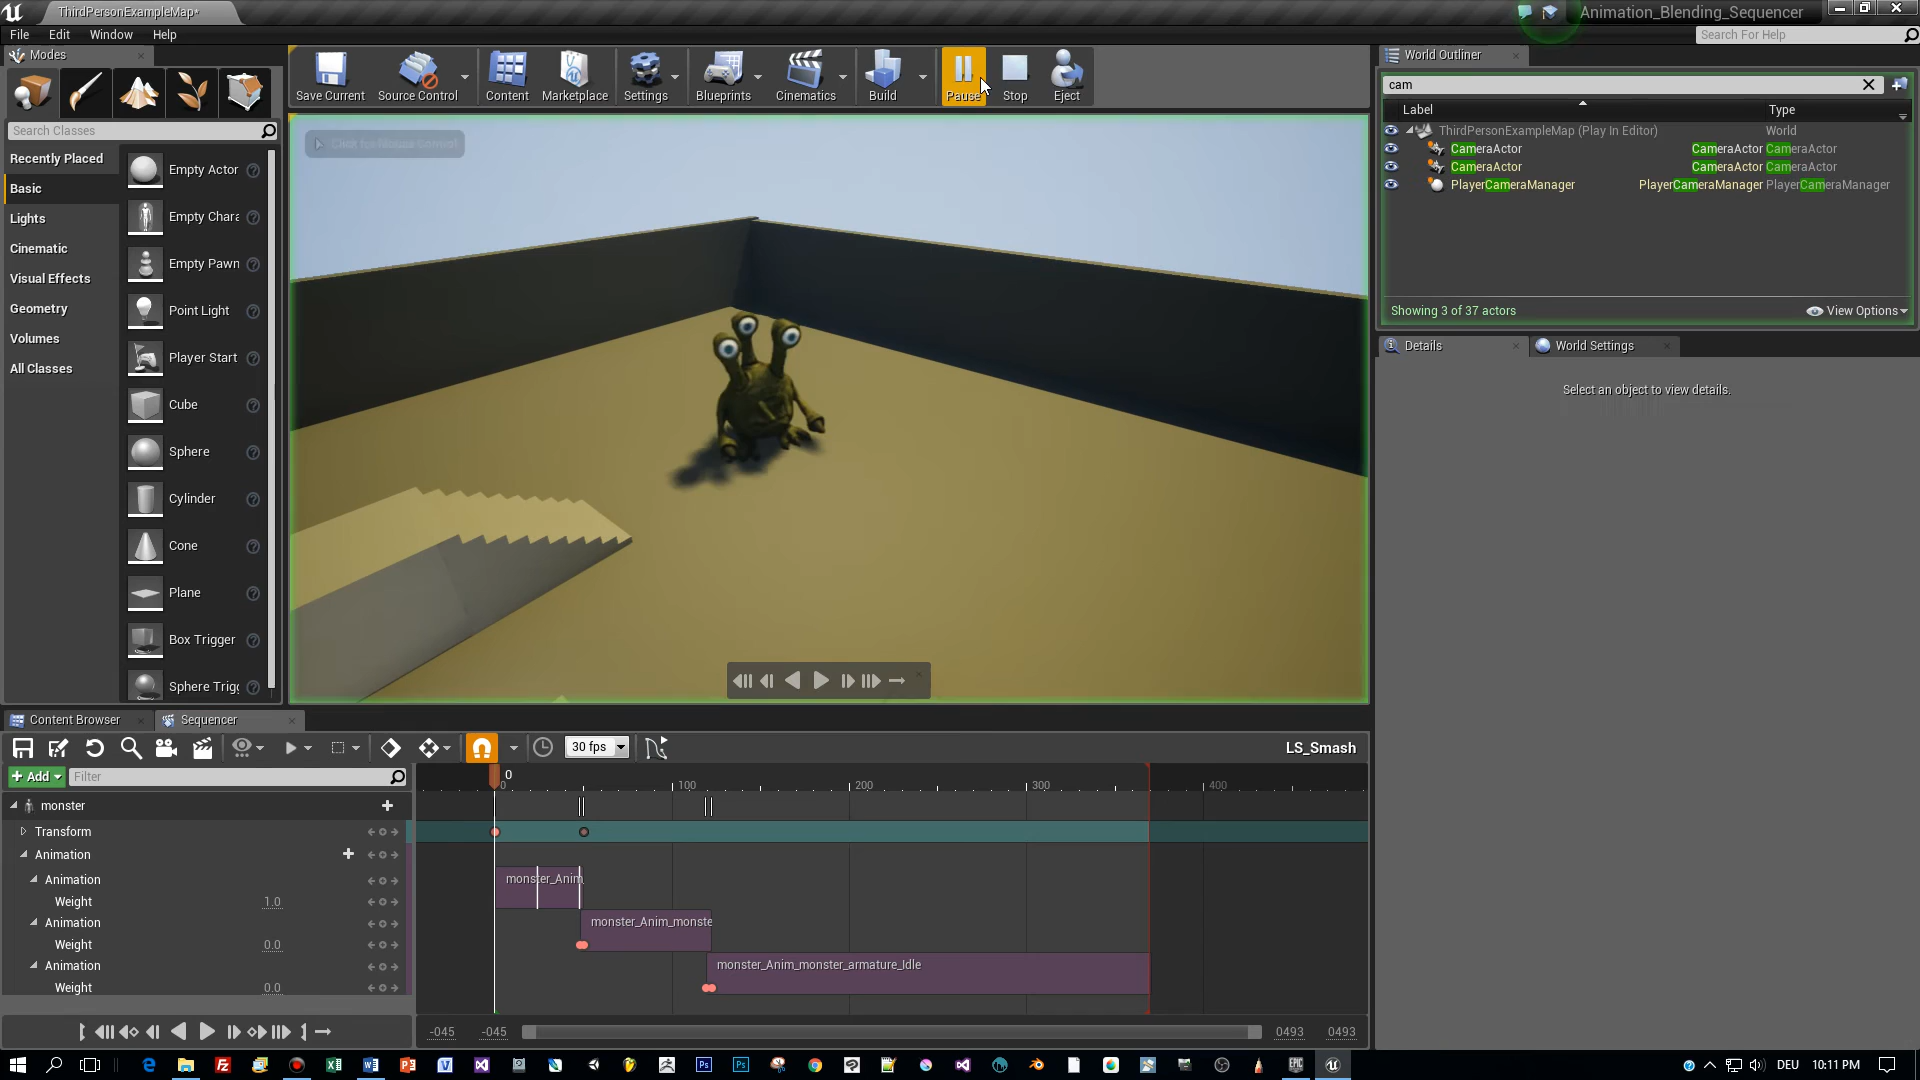 ThirdPersonExampleMap*
Animation_Blending_Sequencer
File Edit Window Help
Search For Help
Modes
World Outliner
Save Current
Source Control
Content
Marketplace
Settings
Blueprints
Cinematics
Build
Pause
Stop
Eject
cam
Label
Type
ThirdPersonExampleMap (Play In Editor)
World
CameraActor
CameraActor
CameraActor
CameraActor
CameraActor
CameraActor
PlayerCameraManager
PlayerCameraManager
PlayerCameraManager
Showing 3 of 37 actors
View Options
Details
World Settings
Select an object to view details.
Search Classes
Recently Placed
Basic
Lights
Cinematic
Visual Effects
Geometry
Volumes
All Classes
Empty Actor
Empty Chara
Empty Pawn
Point Light
Player Start
Cube
Sphere
Cylinder
Cone
Plane
Box Trigger
Sphere Trigg
Content Browser
Sequencer
30 fps
LS_Smash
Add
Filter
0
0
100
200
300
400
monster
Transform
Animation
Animation
Weight
1.0
Animation
Weight
0.0
Animation
Weight
0.0
monster_Anim
monster_Anim_monste
monster_Anim_monster_armature_Idle
-045
-045
0493
0493
DEU
10:11 PM